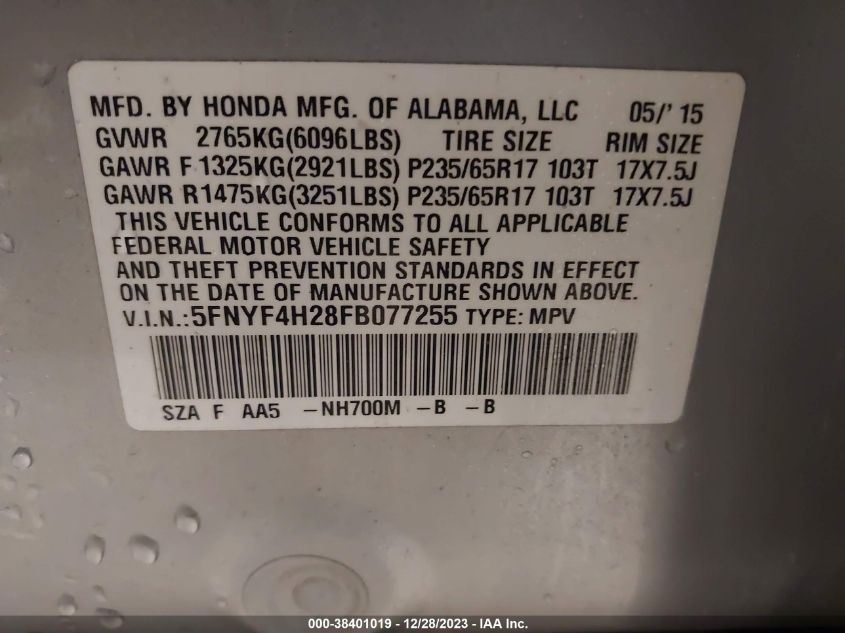 MFD. BY HONDA MFG. OF ALABAMA, LLC 05/' 15
GVWR 2765KG(6096LBS) TIRE SIZE RIM SIZE
GAWR F 1325KG(2921LBS) P235/65R17 103T 17X7.5J
GAWR R1475KG(3251LBS) P235/65R17 103T 17X7.5J
THIS VEHICLE CONFORMS TO ALL APPLICABLE
FEDERAL MOTOR VEHICLE SAFETY
AND THEFT PREVENTION STANDARDS IN EFFECT
ON THE DATE OF MANUFACTURE SHOWN ABOVE.
V.I.N.:5FNYF4H28FB077255 TYPE: MPV
SZA F AA5 -NH700M -B -B
000-38401019 - 12/28/2023 - IAA Inc.